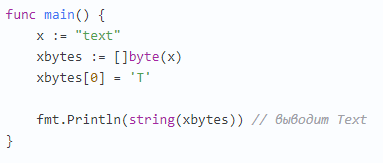 func main() {
    x := "text"
    xbytes := []byte(x)
    xbytes[0] = 'T'

    fmt.Println(string(xbytes)) // выводит Text
}